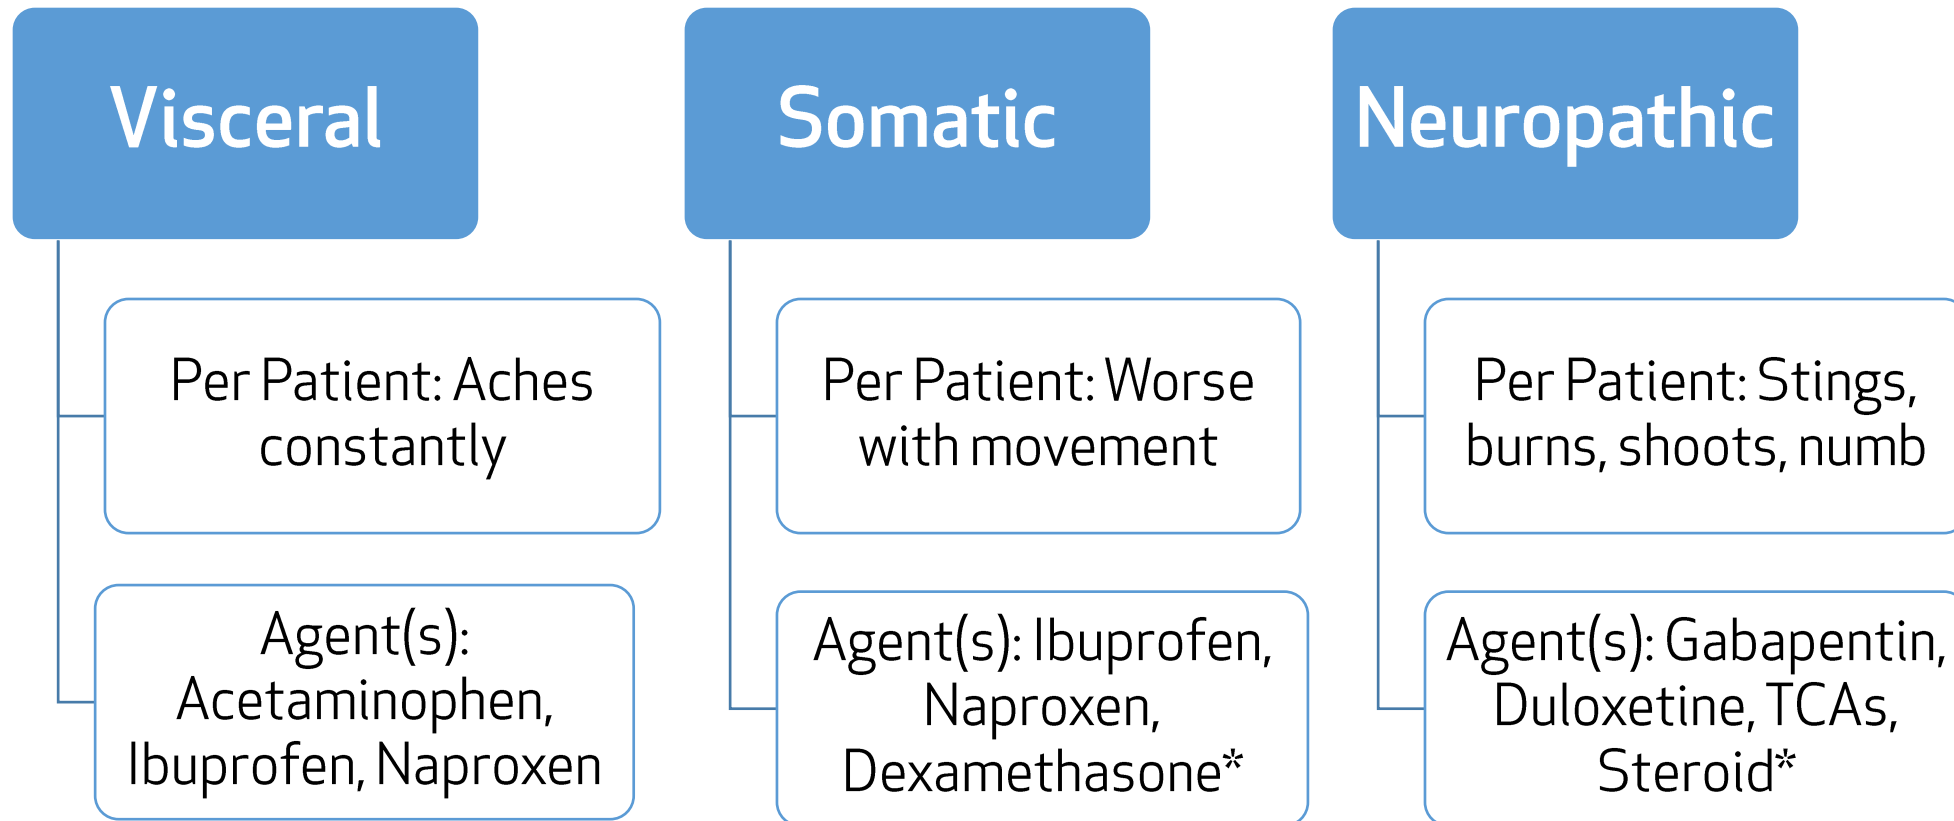 Visceral
Per Patient: Aches
constantly
Agent(s):
Acetaminophen,
Ibuprofen, Naproxen
Somatic
Per Patient: Worse
with movement
Agent(s): Ibuprofen,
Naproxen,
Dexamethasone*
Neuropathic
Per Patient: Stings,
burns, shoots, numb
Agent(s): Gabapentin,
Duloxetine, TCAs,
Steroid*